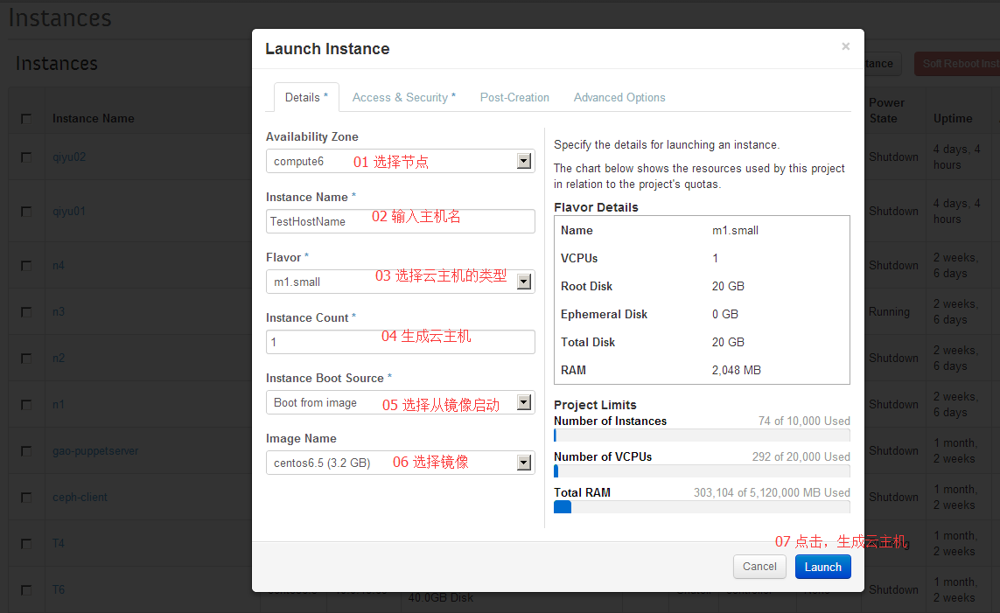 Instances
Instances
tance
Soft Reboot Inst
Instance Name
Power
State
Uptime
qiyu02
Shutdown
4 days, 4
hours
qiyu01
Shutdown
4 days, 4
hours
n4
Shutdown
2 weeks,
6 days
n3
Running
2 weeks,
6 days
n2
Shutdown
2 weeks,
6 days
n1
Shutdown
2 weeks,
6 days
gao-puppetserver
Shutdown
1 month,
2 weeks
ceph-client
Shutdown
1 month,
2 weeks
T4
1 month,
2 weeks
T6
40.0GB Disk
Shutdown
1 month,
2 weeks
Launch Instance
×
Details *
Access & Security *
Post-Creation
Advanced Options
Availability Zone
compute6
01 选择节点
Instance Name *
TestHostName
02 输入主机名
Flavor *
m1.small
03 选择云主机的类型
Instance Count *
1
04 生成云主机
Instance Boot Source *
Boot from image
05 选择从镜像启动
Image Name
centos6.5 (3.2 GB)
06 选择镜像
Specify the details for launching an instance.
The chart below shows the resources used by this project
in relation to the project's quotas.
Flavor Details
Name m1.small
VCPUs 1
Root Disk 20 GB
Ephemeral Disk 0 GB
Total Disk 20 GB
RAM 2,048 MB
Project Limits
Number of Instances 74 of 10,000 Used
Number of VCPUs 292 of 20,000 Used
Total RAM 303,104 of 5,120,000 MB Used
07 点击，生成云主机
Cancel
Launch